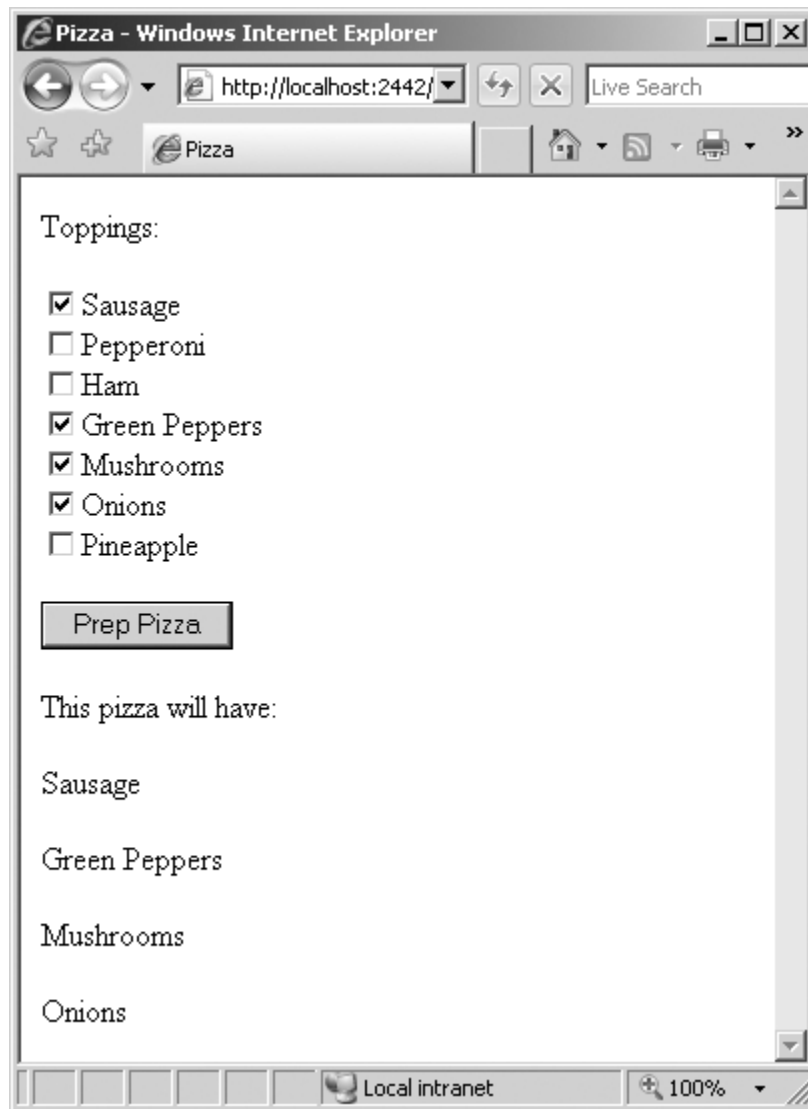 Pizza - Windows Internet Explorer
http://localhost:2442/
Live Search
Pizza
»
Toppings:
Sausage
Pepperoni
Ham
Green Peppers
Mushrooms
Onions
Pineapple
Prep Pizza
This pizza will have:
Sausage
Green Peppers
Mushrooms
Onions
Local intranet
100%